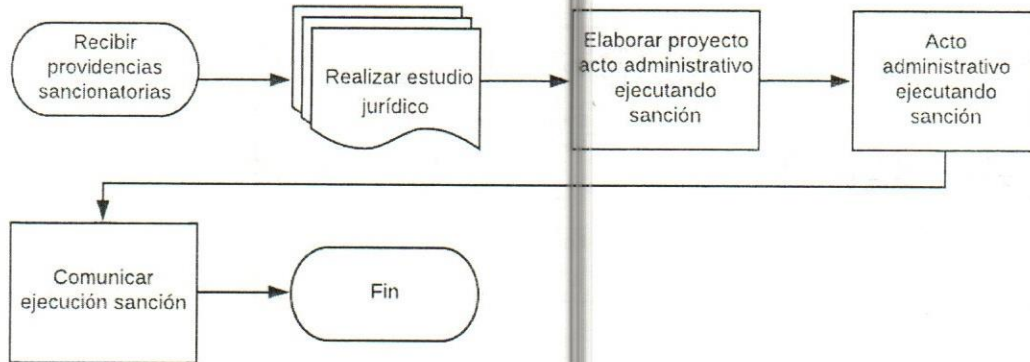 Recibir
providencias
sancionatorias
Realizar estudio
jurídico
Elaborar proyecto
acto administrativo
ejecutando
sanción
Acto
administrativo
ejecutando
sanción
Comunicar
ejecución sanción
Fin